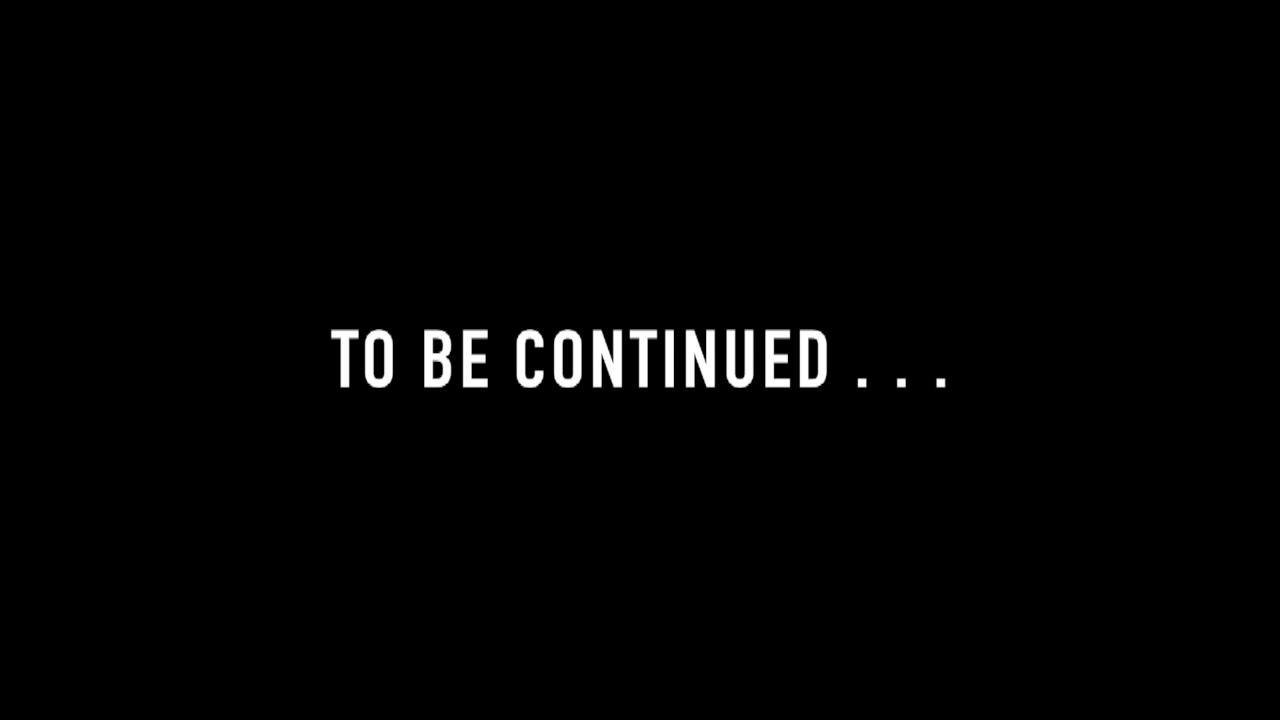 TO BE CONTINUED . . .